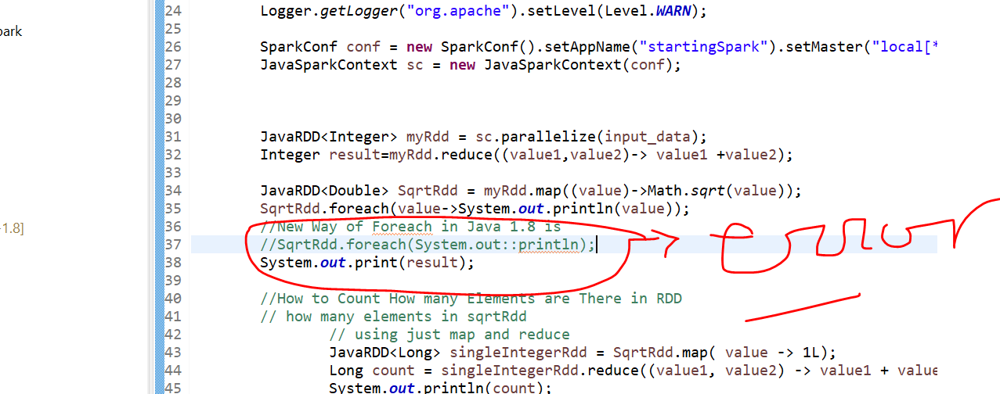 park
-1.8]
24 Logger.getLogger("org.apache").setLevel(Level.WARN);
25
26 SparkConf conf = new SparkConf().setAppName("startingSpark").setMaster("local[*
27 JavaSparkContext sc = new JavaSparkContext(conf);
28
29
30
31 JavaRDD<Integer> myRdd = sc.parallelize(input_data);
32 Integer result=myRdd.reduce((value1,value2)-> value1 +value2);
33
34 JavaRDD<Double> SqrtRdd = myRdd.map((value)->Math.sqrt(value));
35 SqrtRdd.foreach(value->System.out.println(value));
36 //New Way of Foreach in Java 1.8 is
37 //SqrtRdd.foreach(System.out::println);
38 System.out.print(result);
error
39
40 //How to Count How many Elements are There in RDD
41 // how many elements in sqrtRdd
42 // using just map and reduce
43 JavaRDD<Long> singleIntegerRdd = SqrtRdd.map( value -> 1L);
44 Long count = singleIntegerRdd.reduce((value1, value2) -> value1 + value
45 System.out.println(count);